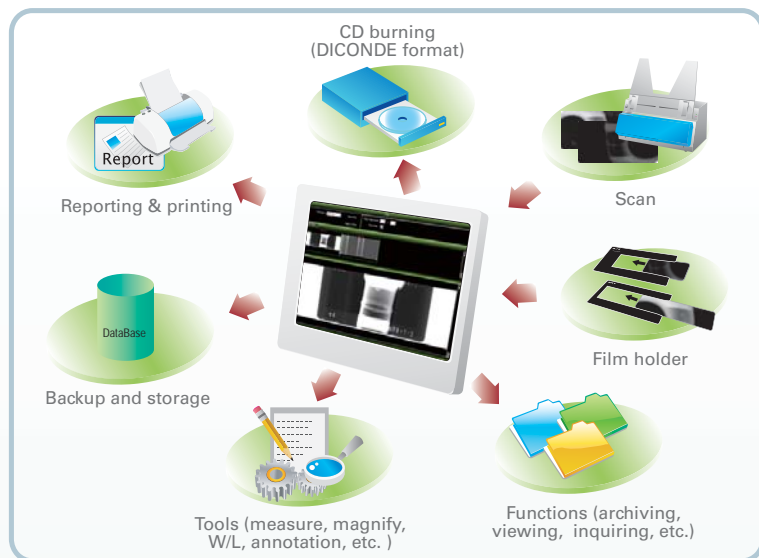 CD burning
(DICONDE format)
Report
Reporting & printing
Scan
DataBase
Backup and storage
Film holder
Tools (measure, magnify,
W/L, annotation, etc. )
Functions (archiving,
viewing, inquiring, etc.)